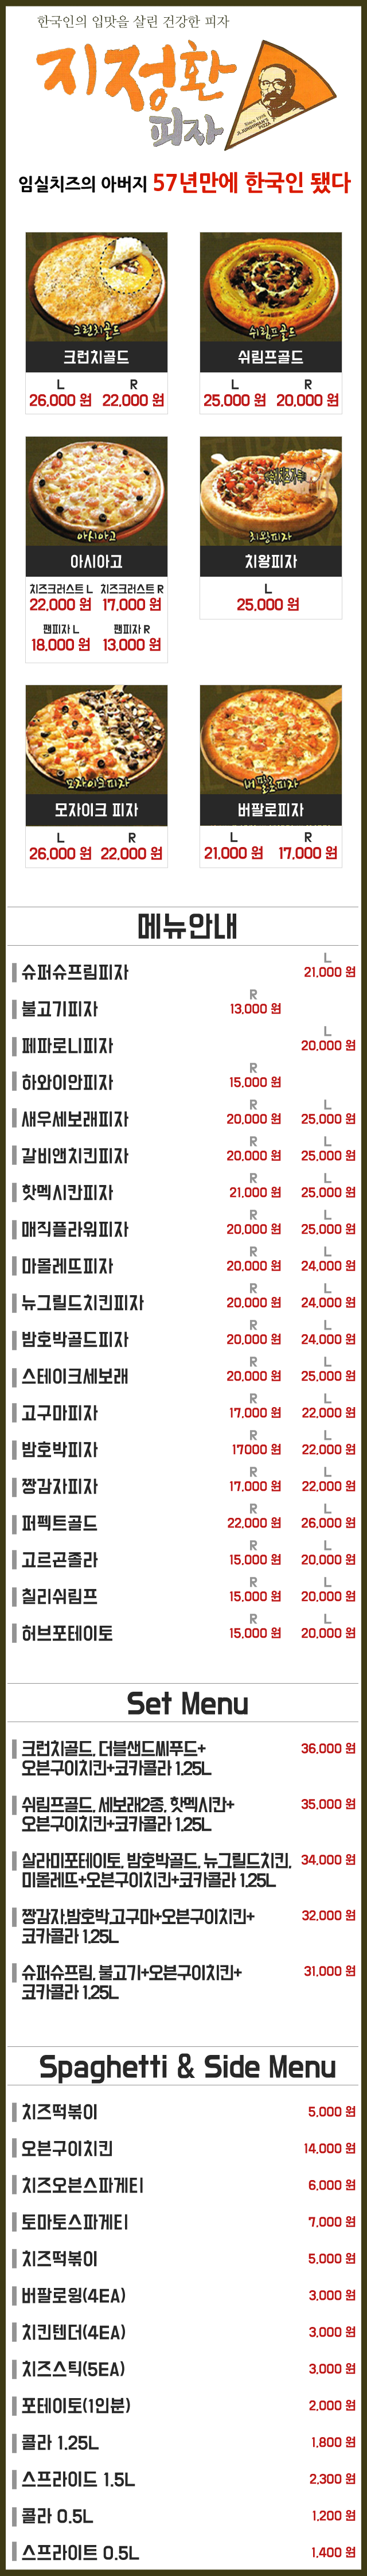 한국인의 입맛을 살린 건강한 피자
지정환
피자
임실치즈의 아버지 57년만에 한국인 됐다
크런치골드 쉬림프골드
크런치골드 쉬림프골드
L R L R
26,000 원 22,000 원 25,000 원 20,000 원
아시아고 치왕피자
아시아고 치왕피자
치즈크러스트 L 치즈크러스트 R L
22,000 원 17,000 원 25,000 원
팬피자 L 팬피자 R
18,000 원 13,000 원
모자이크피자 버팔로피자
모자이크 피자 버팔로피자
L R L R
26,000 원 22,000 원 21,000 원 17,000 원
메뉴안내
L
슈퍼슈프림피자 21,000 원
R
불고기피자 13,000 원
L
페파로니피자 20,000 원
R
하와이안피자 15,000 원
R L
새우세보래피자 20,000 원 25,000 원
R L
갈비앤치킨피자 20,000 원 25,000 원
R L
핫멕시칸피자 21,000 원 25,000 원
R L
매직플라워피자 20,000 원 25,000 원
R L
마몰레뜨피자 20,000 원 24,000 원
R L
뉴그릴드치킨피자 20,000 원 24,000 원
R L
밤호박골드피자 20,000 원 24,000 원
R L
스테이크세보래 20,000 원 25,000 원
R L
고구마피자 17,000 원 22,000 원
R L
밤호박피자 17000 원 22,000 원
R L
짱감자피자 17,000 원 22,000 원
R L
퍼펙트골드 22,000 원 26,000 원
R L
고르곤졸라 15,000 원 20,000 원
R L
칠리쉬림프 15,000 원 20,000 원
R L
허브포테이토 15,000 원 20,000 원
Set Menu
크런치골드, 더블샌드씨푸드+ 36,000 원
오븐구이치킨+코카콜라 1.25L
쉬림프골드, 세보래2종, 핫멕시칸+ 35,000 원
오븐구이치킨+코카콜라 1.25L
살라미포테이토, 밤호박골드, 뉴그릴드치킨, 34,000 원
미몰레뜨+오븐구이치킨+코카콜라 1.25L
짱감자,밤호박,고구마+오븐구이치킨+ 32,000 원
코카콜라 1.25L
슈퍼슈프림, 불고기+오븐구이치킨+ 31,000 원
코카콜라 1.25L
Spaghetti & Side Menu
치즈떡볶이 5,000 원
오븐구이치킨 14,000 원
치즈오븐스파게티 6,000 원
토마토스파게티 7,000 원
치즈떡볶이 5,000 원
버팔로윙(4EA) 3,000 원
치킨텐더(4EA) 3,000 원
치즈스틱(5EA) 3,000 원
포테이토(1인분) 2,000 원
콜라 1.25L 1,800 원
스프라이드 1.5L 2,300 원
콜라 0.5L 1,200 원
스프라이트 0.5L 1,400 원